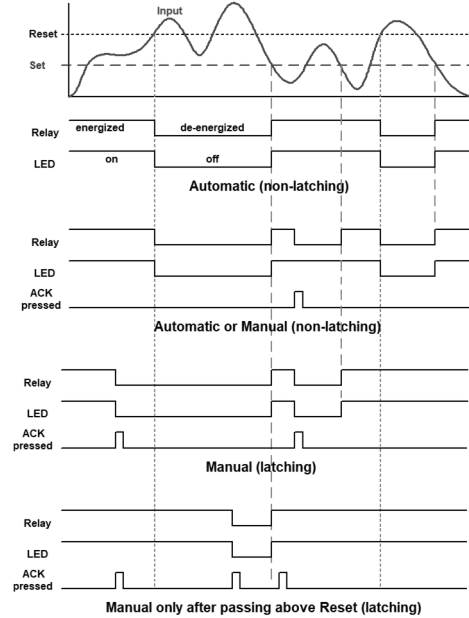 Input
Reset
Set
energized de-energized
Relay
on off
LED
Automatic (non-latching)
Relay
LED
ACK
pressed
Automatic or Manual (non-latching)
Relay
LED
ACK
pressed
Manual (latching)
Relay
LED
ACK
pressed
Manual only after passing above Reset (latching)